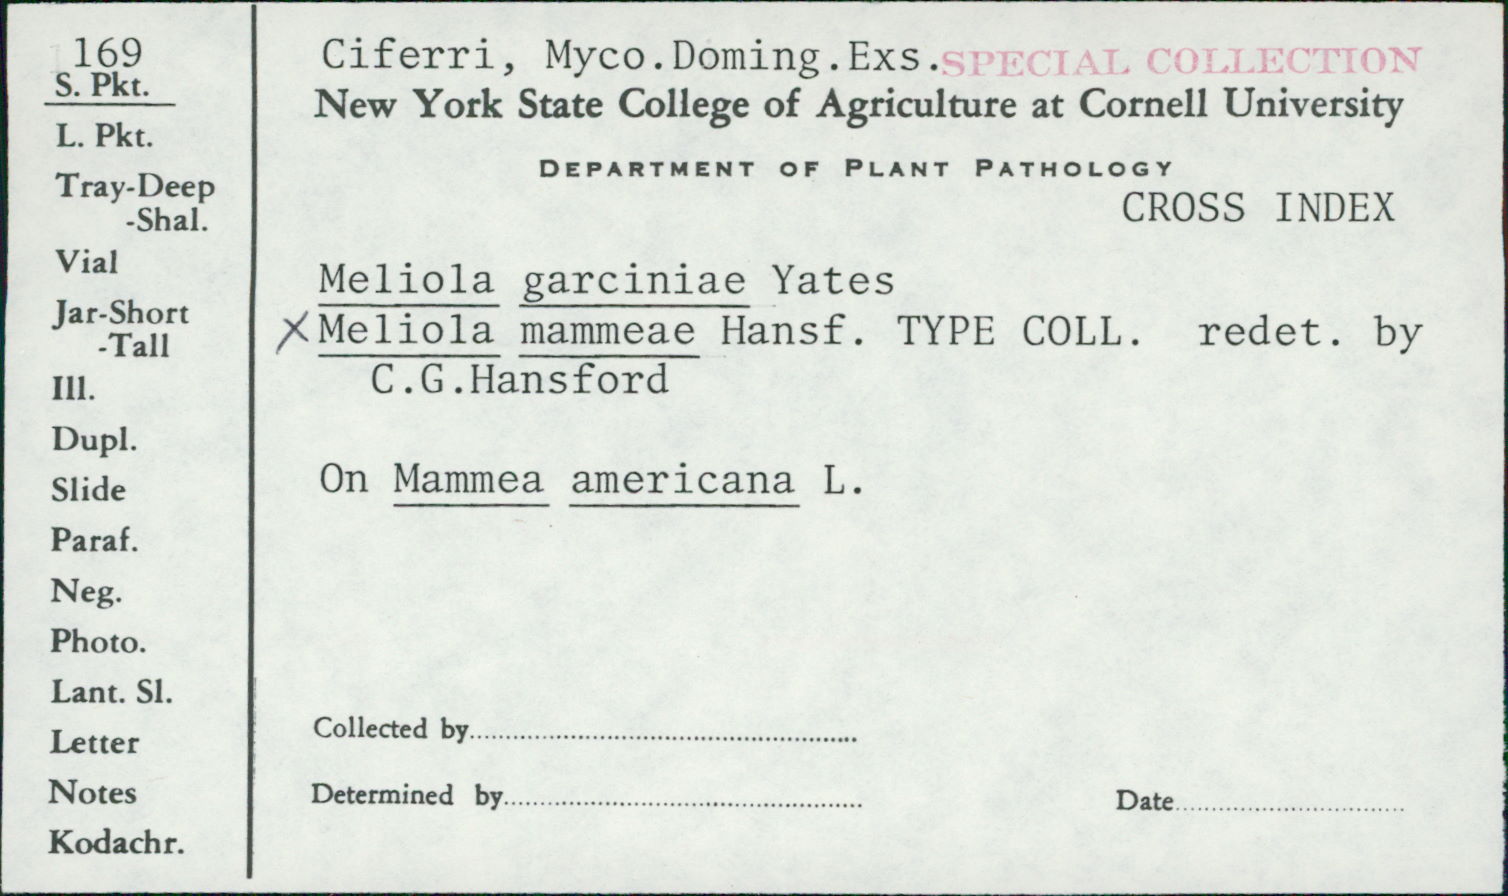 169
S. Pkt.
L. Pkt.
Tray-Deep
-Shal.
Vial
Jar-Short
-Tall
Ill.
Dupl.
Slide
Paraf.
Neg.
Photo.
Lant. Sl.
Letter
Notes
Kodachr.
Ciferri, Myco.Doming.Exs. SPECIAL COLLECTION
New York State College of Agriculture at Cornell University
DEPARTMENT OF PLANT PATHOLOGY
CROSS INDEX
Meliola garciniae Yates
X Meliola mammeae Hansf. TYPE COLL. redet. by
C.G.Hansford
On Mammea americana L.
Collected by
Determined by
Date